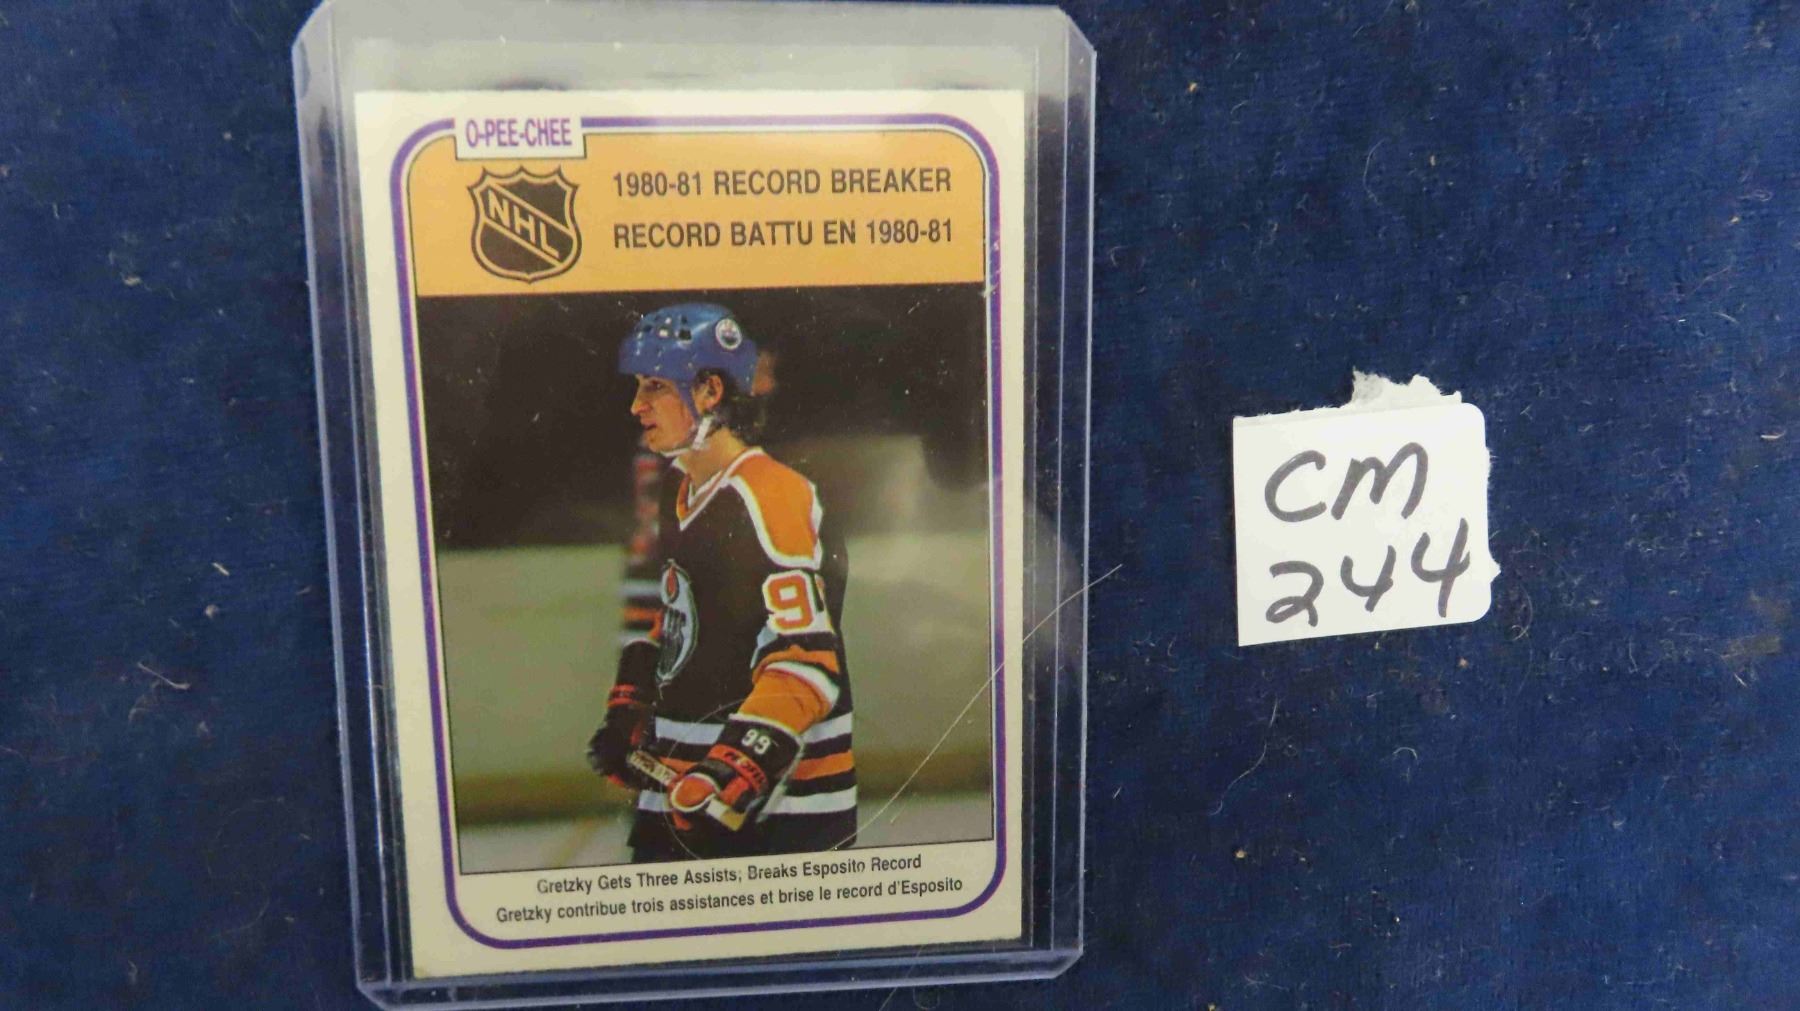 O-PEE-CHEE
NHL
1980-81 RECORD BREAKER
RECORD BATTU EN 1980-81
9
99
Gretzky Gets Three Assists; Breaks Esposito Record
Gretzky contribue trois assistances et brise le record d'Esposito
CM
244